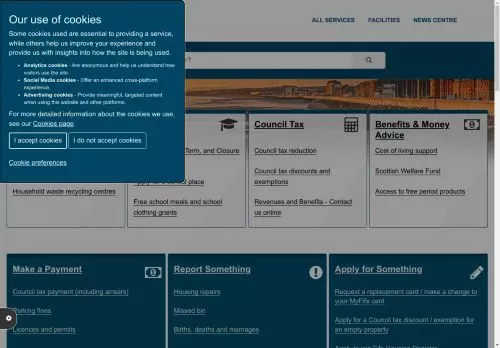 Our use of cookies
Some cookies used are essential to providing a service,
while others help us improve your experience and
provide us with insights into how the site is being used.
Analytics cookies - Are anonymous and help us understand how
visitors use the site.
Social Media cookies - Offer an enhanced cross-platform
experience.
Advertising cookies - Provide meaningful, targeted content
when using this website and other platforms.
For more detailed information about the cookies we use,
see our Cookies page
I accept cookies
I do not accept cookies
Cookie preferences
ALL SERVICES
FACILITIES
NEWS CENTRE
Household waste recycling centres
Term, and Closure
place
Free school meals and school
clothing grants
Council Tax
Council tax reduction
Council tax discounts and
exemptions
Revenues and Benefits - Contact
us online
Benefits & Money
Advice
Cost of living support
Scottish Welfare Fund
Access to free period products
Make a Payment
Council tax payment (including arrears)
Parking fines
Licences and permits
Report Something
Housing repairs
Missed bin
Births, deaths and marriages
Apply for Something
Request a replacement card / make a change to
your MyFife card
Apply for a Council tax discount / exemption for
an empty property